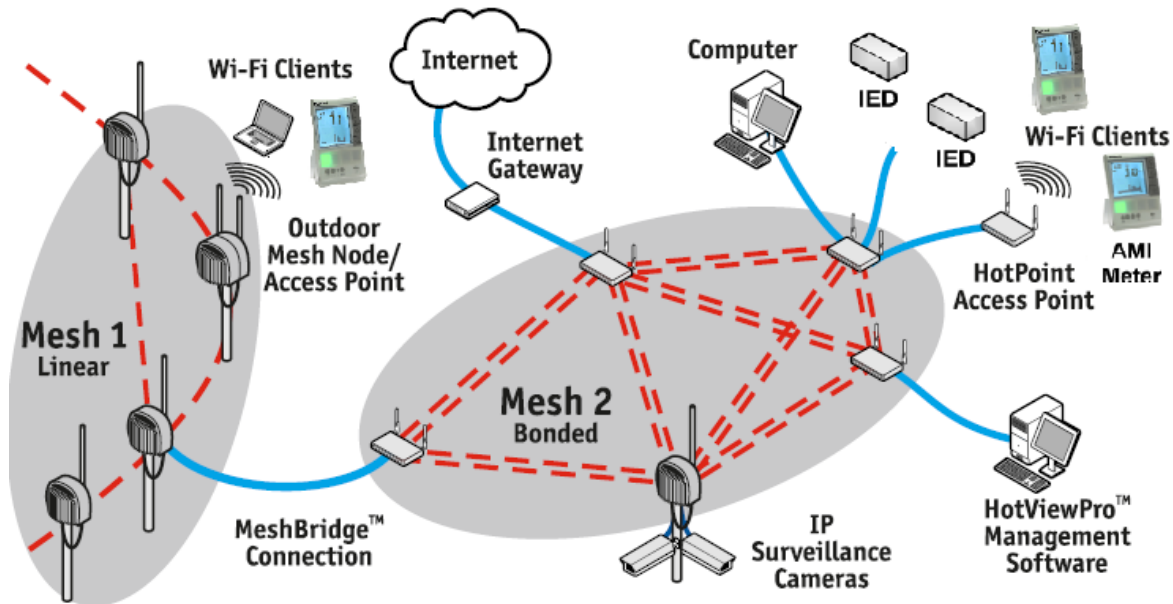 Wi-Fi Clients
Internet
Computer
IED
IED
Wi-Fi Clients
Internet
Gateway
Outdoor
Mesh Node/
Access Point
HotPoint
Access Point
AMI
Meter
Mesh 1
Linear
Mesh 2
Bonded
MeshBridge™
Connection
IP
Surveillance
Cameras
HotViewPro™
Management
Software